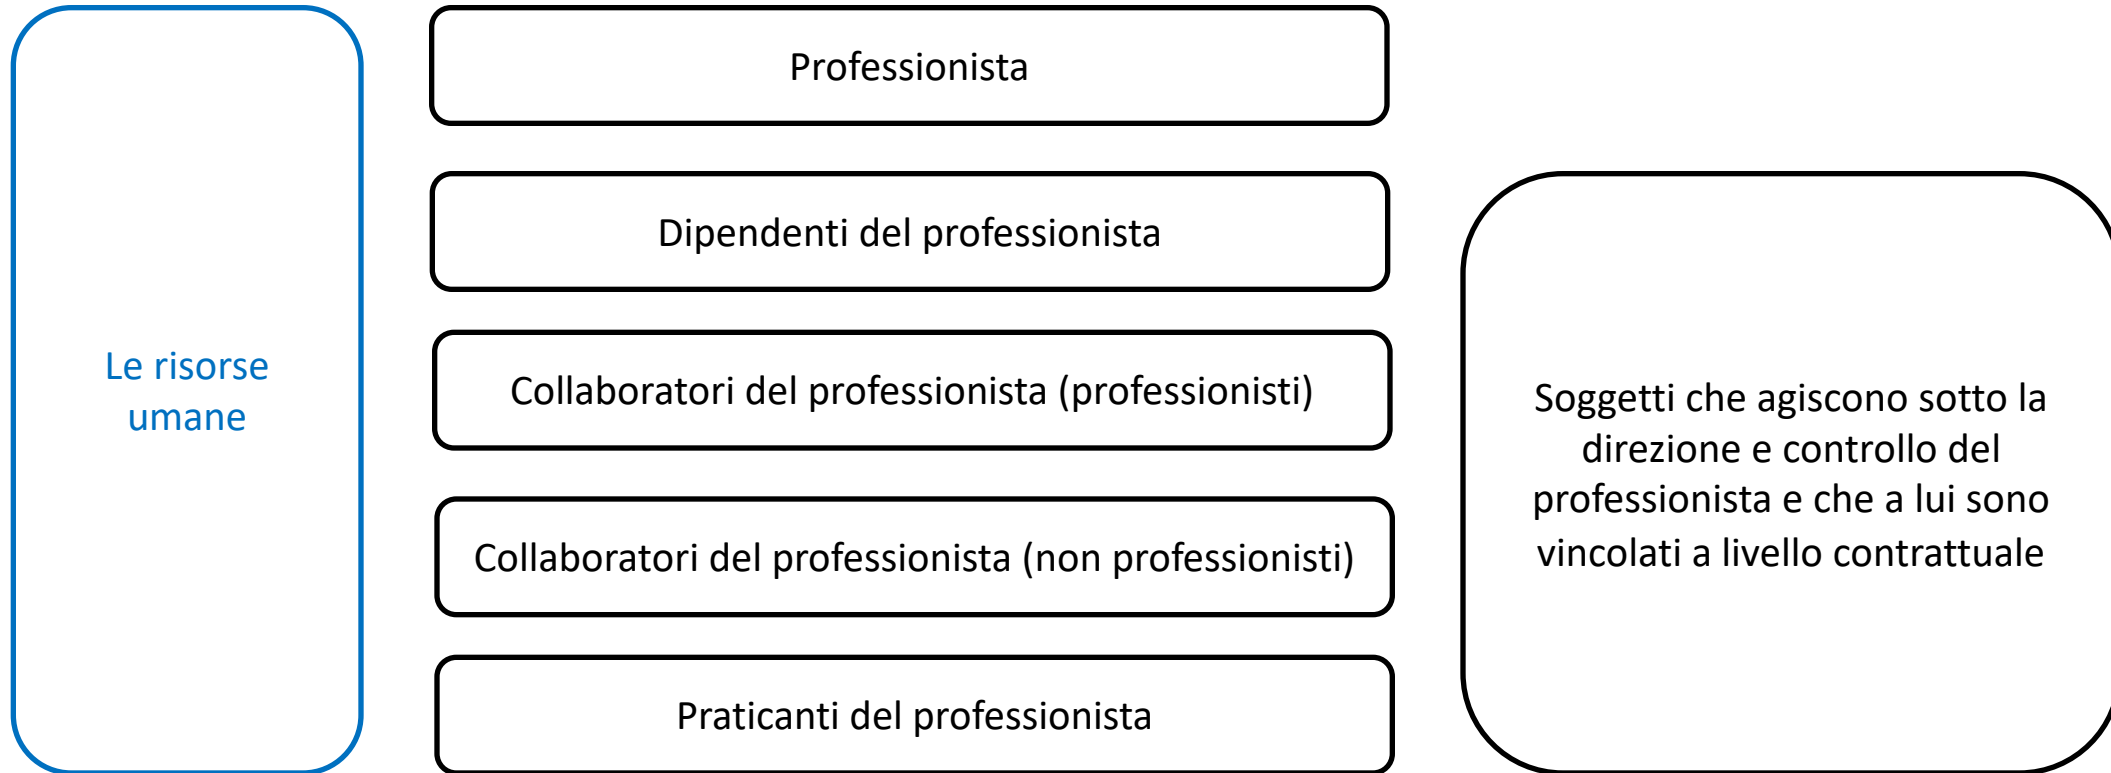 Le risorse
umane
Professionista
Dipendenti del professionista
Collaboratori del professionista (professionisti)
Collaboratori del professionista (non professionisti)
Praticanti del professionista
Soggetti che agiscono sotto la
direzione e controllo del
professionista e che a lui sono
vincolati a livello contrattuale